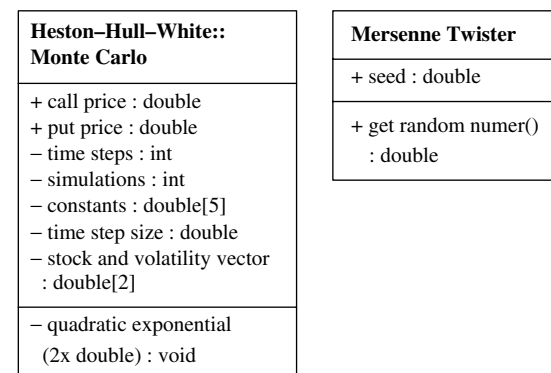 Heston–Hull–White::
Monte Carlo
+ call price : double
+ put price : double
− time steps : int
− simulations : int
− constants : double[5]
− time step size : double
− stock and volatility vector
: double[2]
− quadratic exponential
(2x double) : void
Mersenne Twister
+ seed : double
+ get random numer()
: double